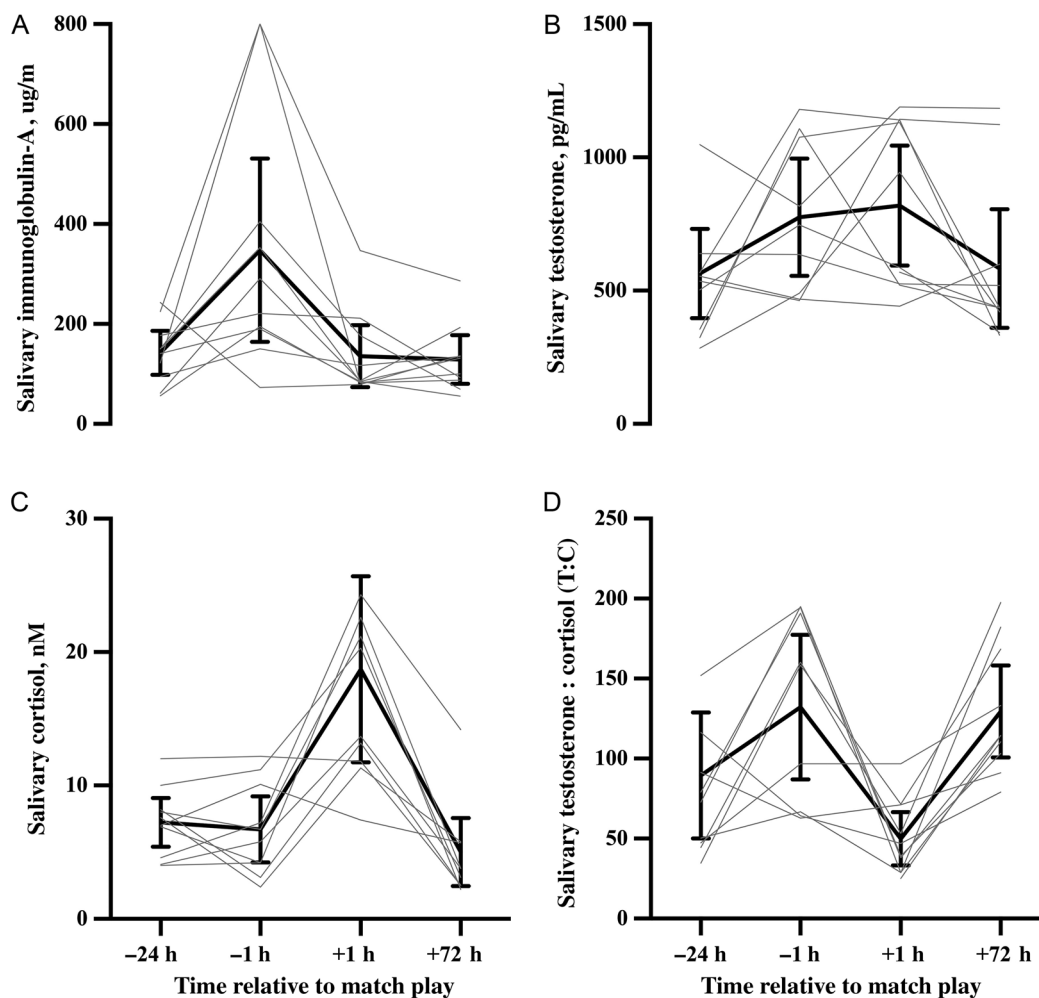 A
Salivary immunoglobulin-A, ug/m
800
600
400
200
0
B
Salivary testosterone, pg/mL
1500
1000
500
0
C
Salivary cortisol, nM
30
20
10
0
−24 h −1 h +1 h +72 h
Time relative to match play
D
Salivary testosterone : cortisol (T:C)
250
200
150
100
50
0
−24 h −1 h +1 h +72 h
Time relative to match play